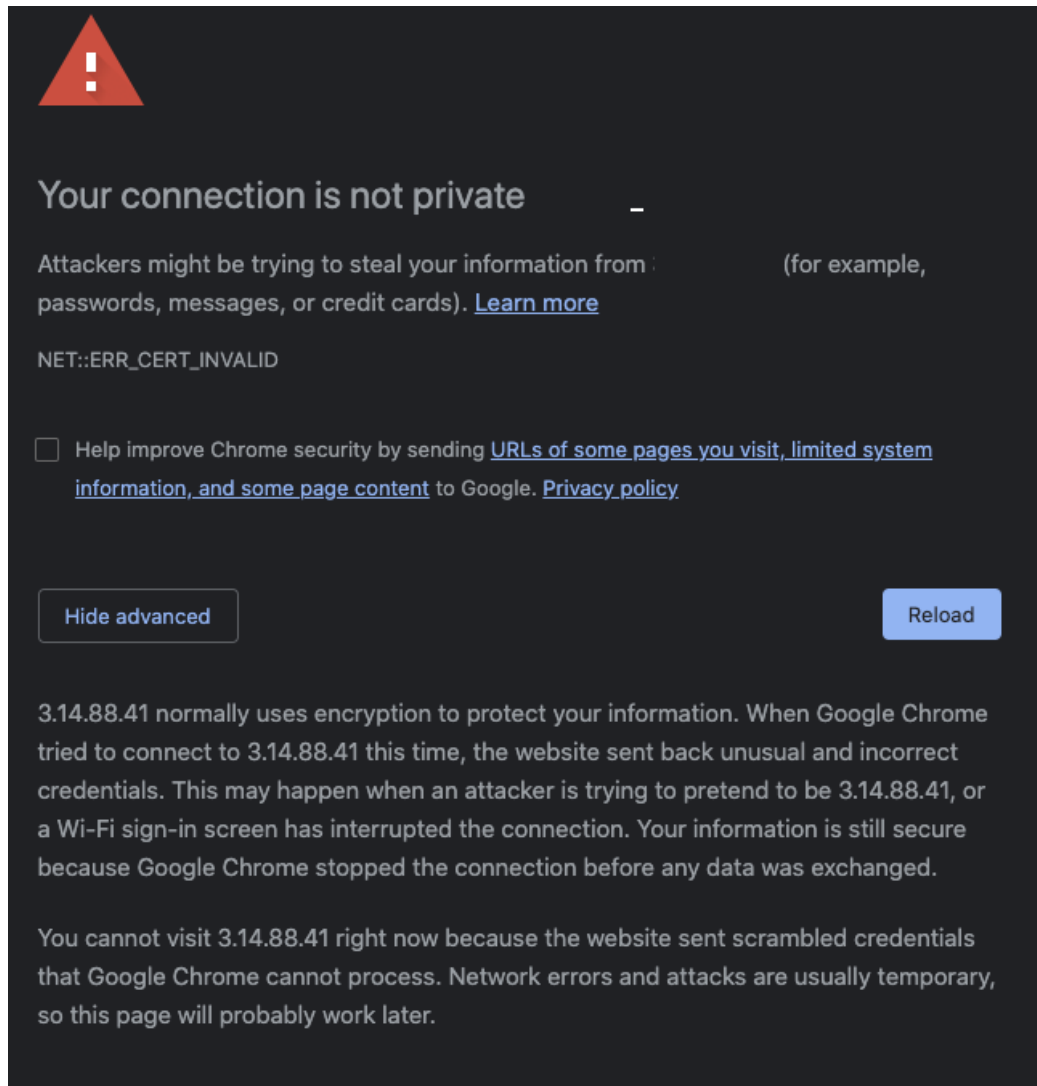 Your connection is not private
Attackers might be trying to steal your information from (for example,
passwords, messages, or credit cards). Learn more
NET::ERR_CERT_INVALID
Help improve Chrome security by sending URLs of some pages you visit, limited system
information, and some page content to Google. Privacy policy
Hide advanced
Reload
3.14.88.41 normally uses encryption to protect your information. When Google Chrome
tried to connect to 3.14.88.41 this time, the website sent back unusual and incorrect
credentials. This may happen when an attacker is trying to pretend to be 3.14.88.41, or
a Wi-Fi sign-in screen has interrupted the connection. Your information is still secure
because Google Chrome stopped the connection before any data was exchanged.
You cannot visit 3.14.88.41 right now because the website sent scrambled credentials
that Google Chrome cannot process. Network errors and attacks are usually temporary,
so this page will probably work later.